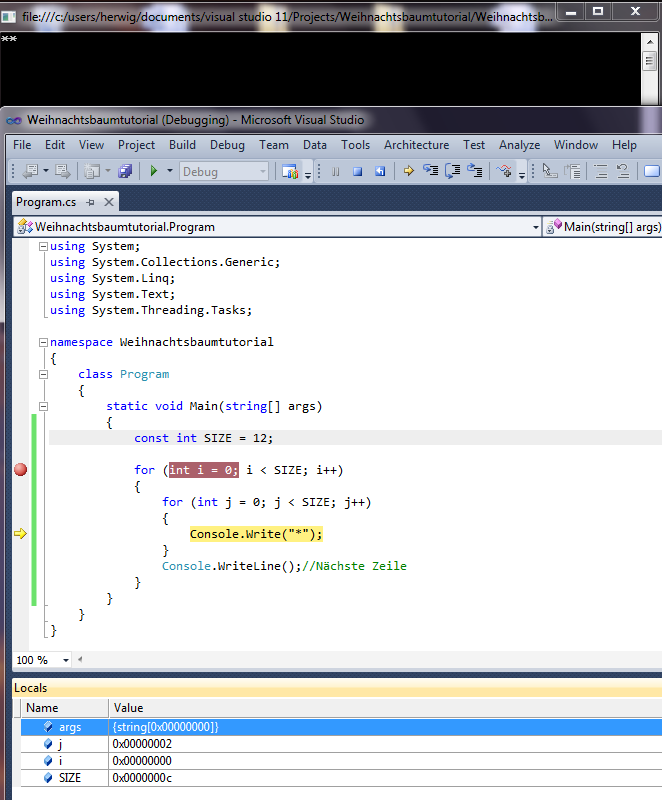 file:///c:/users/herwig/documents/visual studio 11/Projects/Weihnachtsbaumtutorial/Weihnachtsb...
**
Weihnachtsbaumtutorial (Debugging) - Microsoft Visual Studio
File Edit View Project Build Debug Team Data Tools Architecture Test Analyze Window Help
Debug
Program.cs
Weihnachtsbaumtutorial.Program Main(string[] args)
using System;
using System.Collections.Generic;
using System.Linq;
using System.Text;
using System.Threading.Tasks;
namespace Weihnachtsbaumtutorial
{
class Program
{
static void Main(string[] args)
{
const int SIZE = 12;
for (int i = 0; i < SIZE; i++)
{
for (int j = 0; j < SIZE; j++)
{
Console.Write("*");
}
Console.WriteLine();//Nächste Zeile
}
}
}
}
100 %
Locals
Name Value
args {string[0x00000000]}
j 0x00000002
i 0x00000000
SIZE 0x0000000c